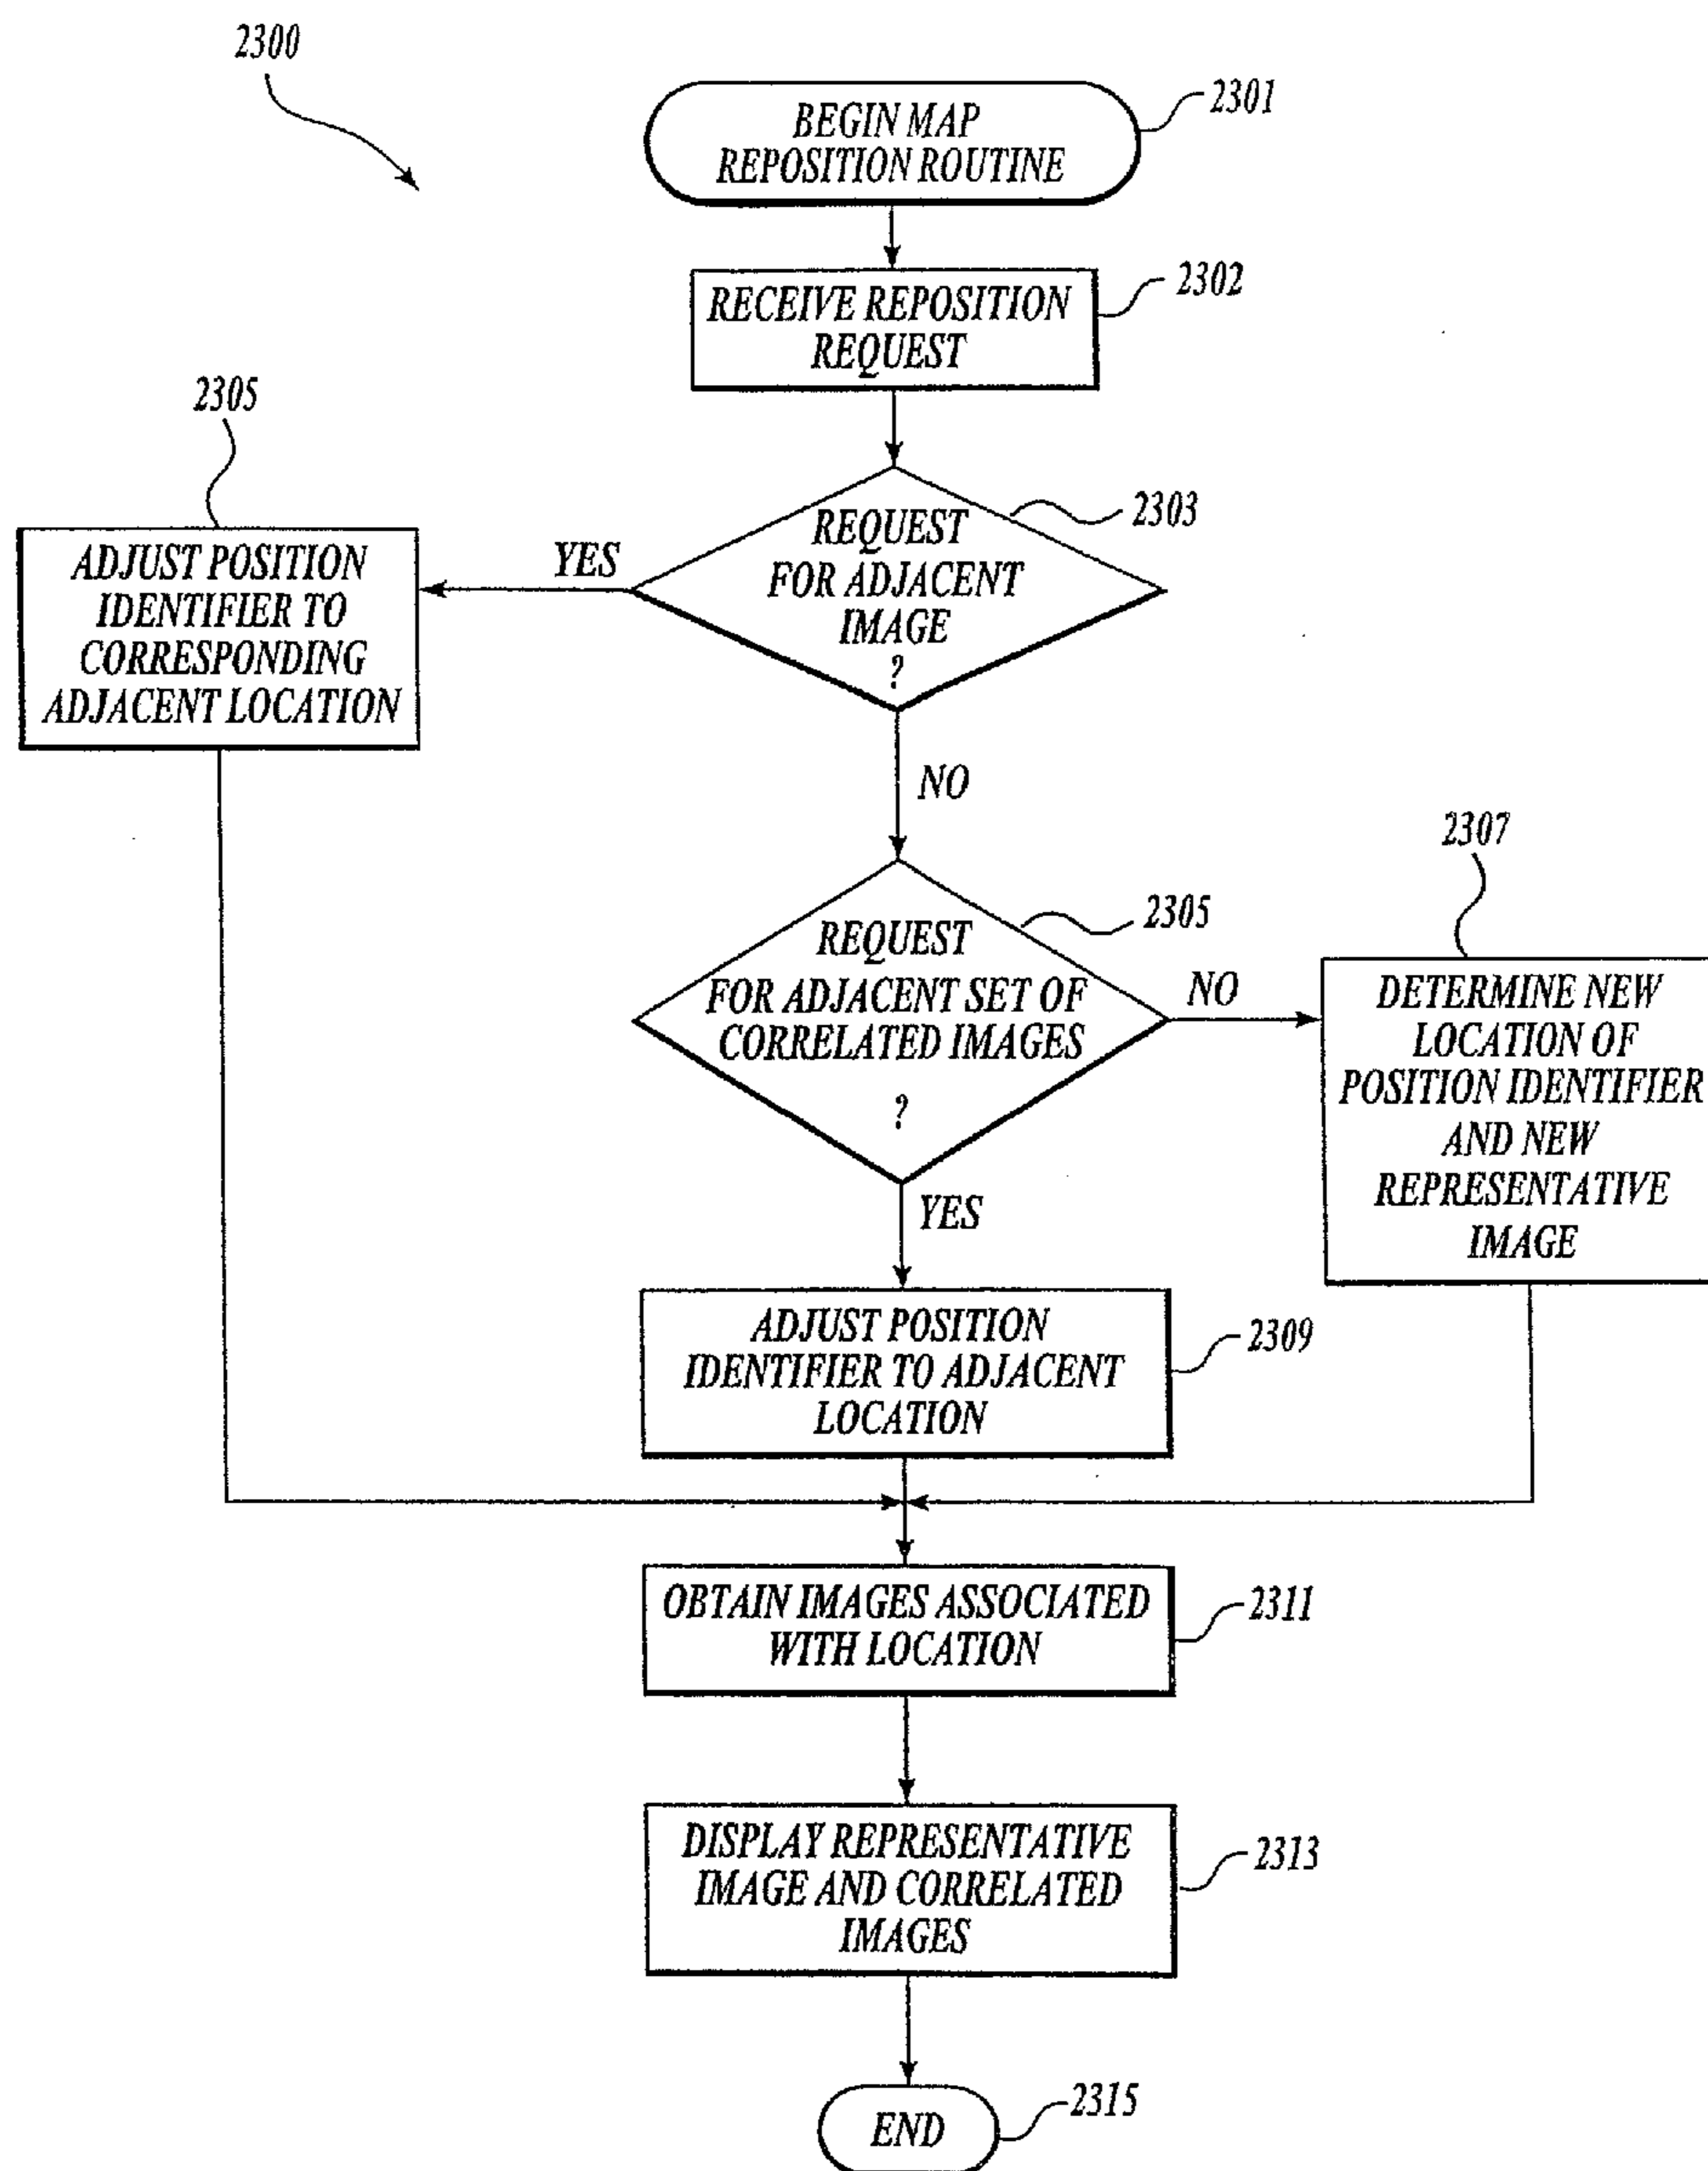 2300
BEGIN MAP
REPOSITION ROUTINE
2301
RECEIVE REPOSITION
REQUEST
2302
2305
ADJUST POSITION
IDENTIFIER TO
CORRESPONDING
ADJACENT LOCATION
YES
REQUEST
FOR ADJACENT
IMAGE
?
2303
NO
REQUEST
FOR ADJACENT SET OF
CORRELATED IMAGES
?
2305
NO
2307
DETERMINE NEW
LOCATION OF
POSITION IDENTIFIER
AND NEW
REPRESENTATIVE
IMAGE
YES
ADJUST POSITION
IDENTIFIER TO ADJACENT
LOCATION
2309
OBTAIN IMAGES ASSOCIATED
WITH LOCATION
2311
DISPLAY REPRESENTATIVE
IMAGE AND CORRELATED
IMAGES
2313
END
2315